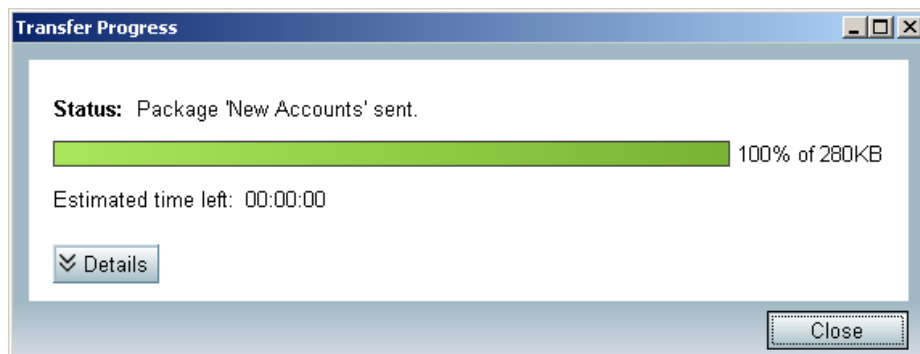 Transfer Progress
Status: Package 'New Accounts' sent.
100% of 280KB
Estimated time left: 00:00:00
Details
Close